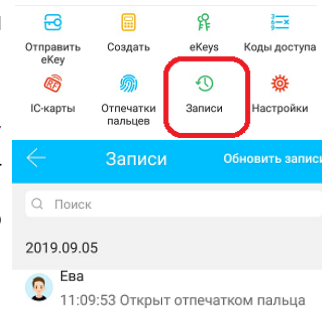 Отправить Создать eKeys Коды доступа
eKey
IC-карты Отпечатки Записи Настройки
пальцев
Записи Обновить записи
Поиск
2019.09.05
Ева
11:09:53 Открыт отпечатком пальца